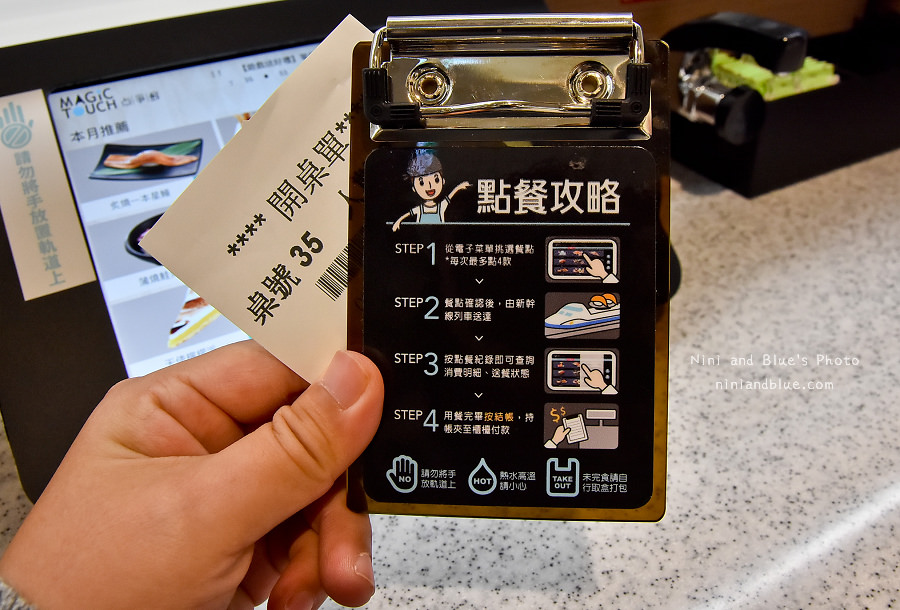 MAGiC
TOUCH
本月推薦
請勿將手放置軌道上
**** 開桌單**
桌號 35
點餐攻略
STEP 1 從電子菜單挑選餐點
*每次最多點4款
STEP 2 餐點確認後，由新幹
線列車送達
STEP 3 按點餐紀錄即可查詢
消費明細、送餐狀態
STEP 4 用餐完畢按結帳，持
帳夾至櫃檯付款
NO
請勿將手
放軌道上
HOT
熱水高溫
請小心
TAKE
OUT
未完食請自
行取盒打包
Nini and Blue's Photo
niniandblue.com